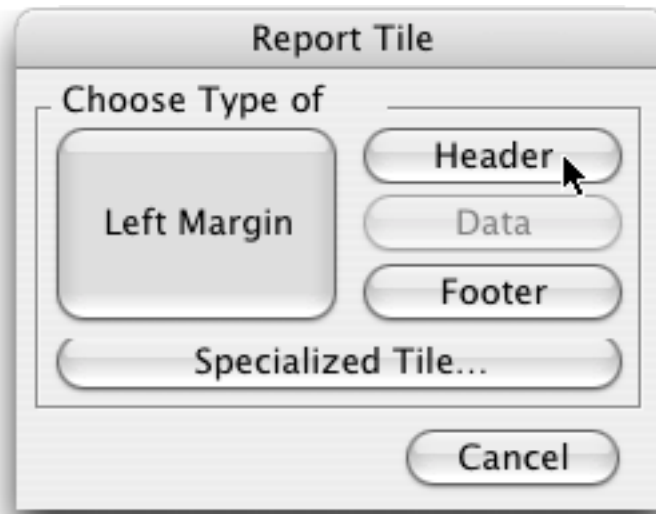 Report Tile
Choose Type of
Left Margin
Header
Data
Footer
Specialized Tile...
Cancel